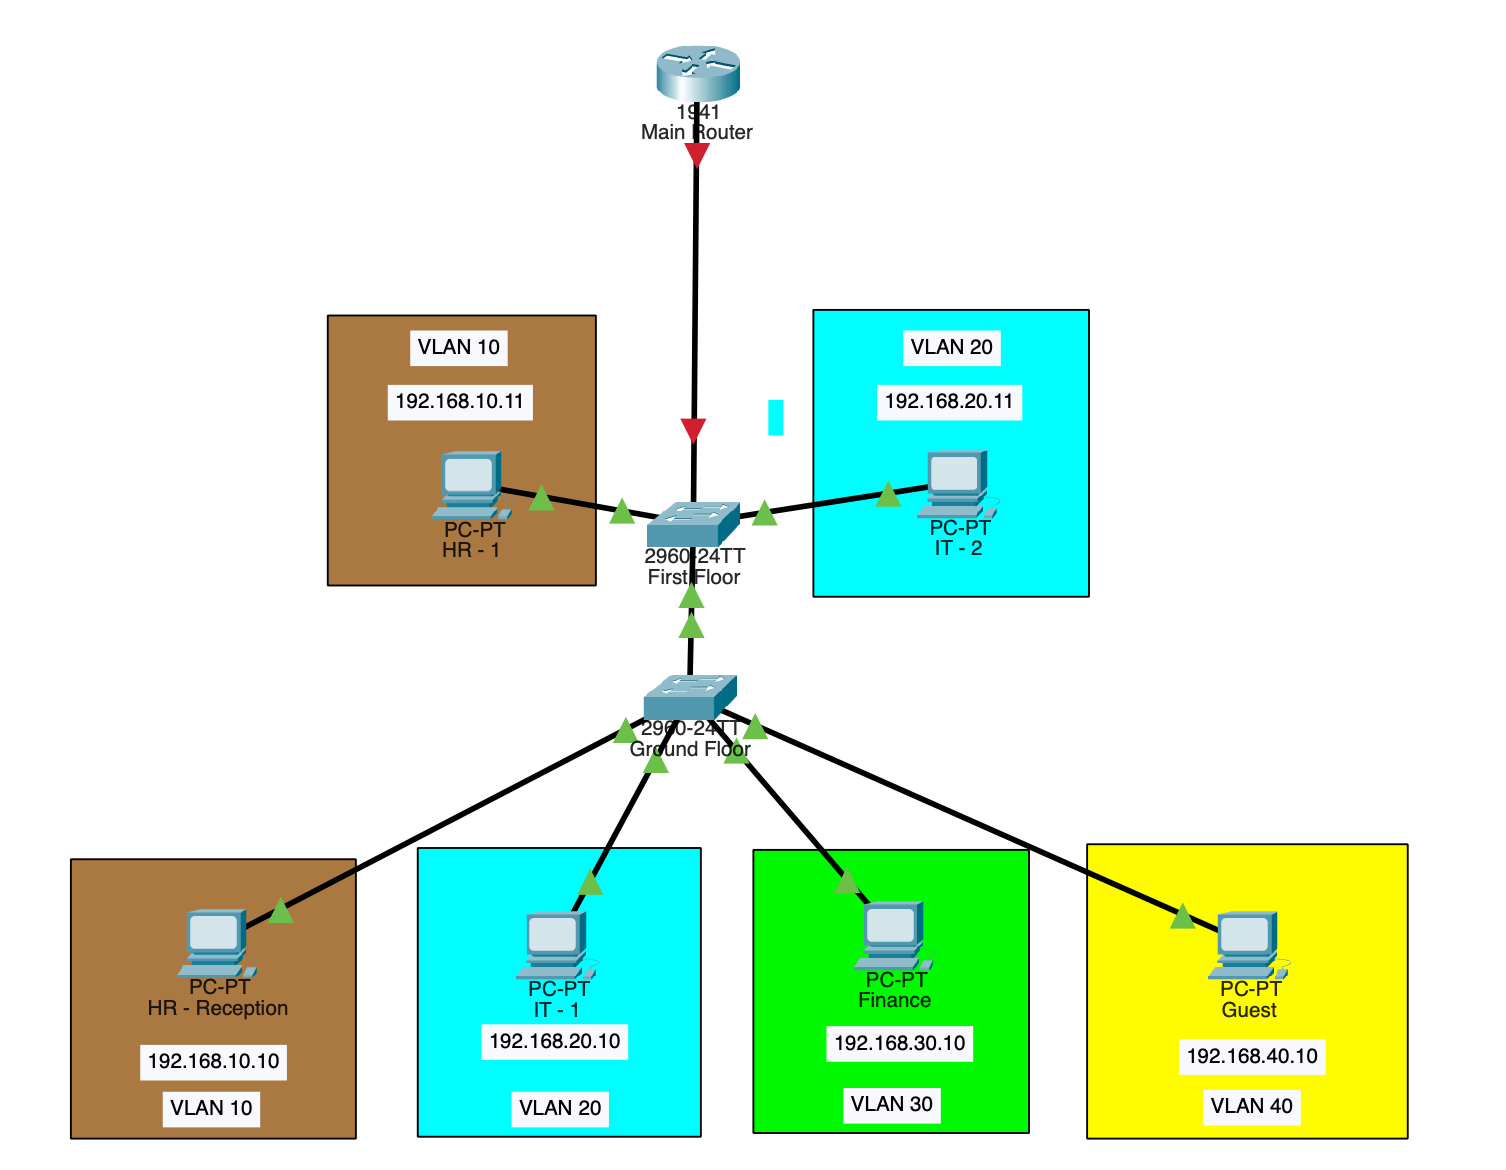 1941
Main Router
VLAN 10
192.168.10.11
PC-PT
HR - 1
VLAN 20
192.168.20.11
PC-PT
IT - 2
2960-24TT
First Floor
2960-24TT
Ground Floor
PC-PT
HR - Reception
192.168.10.10
VLAN 10
PC-PT
IT - 1
192.168.20.10
VLAN 20
PC-PT
Finance
192.168.30.10
VLAN 30
PC-PT
Guest
192.168.40.10
VLAN 40